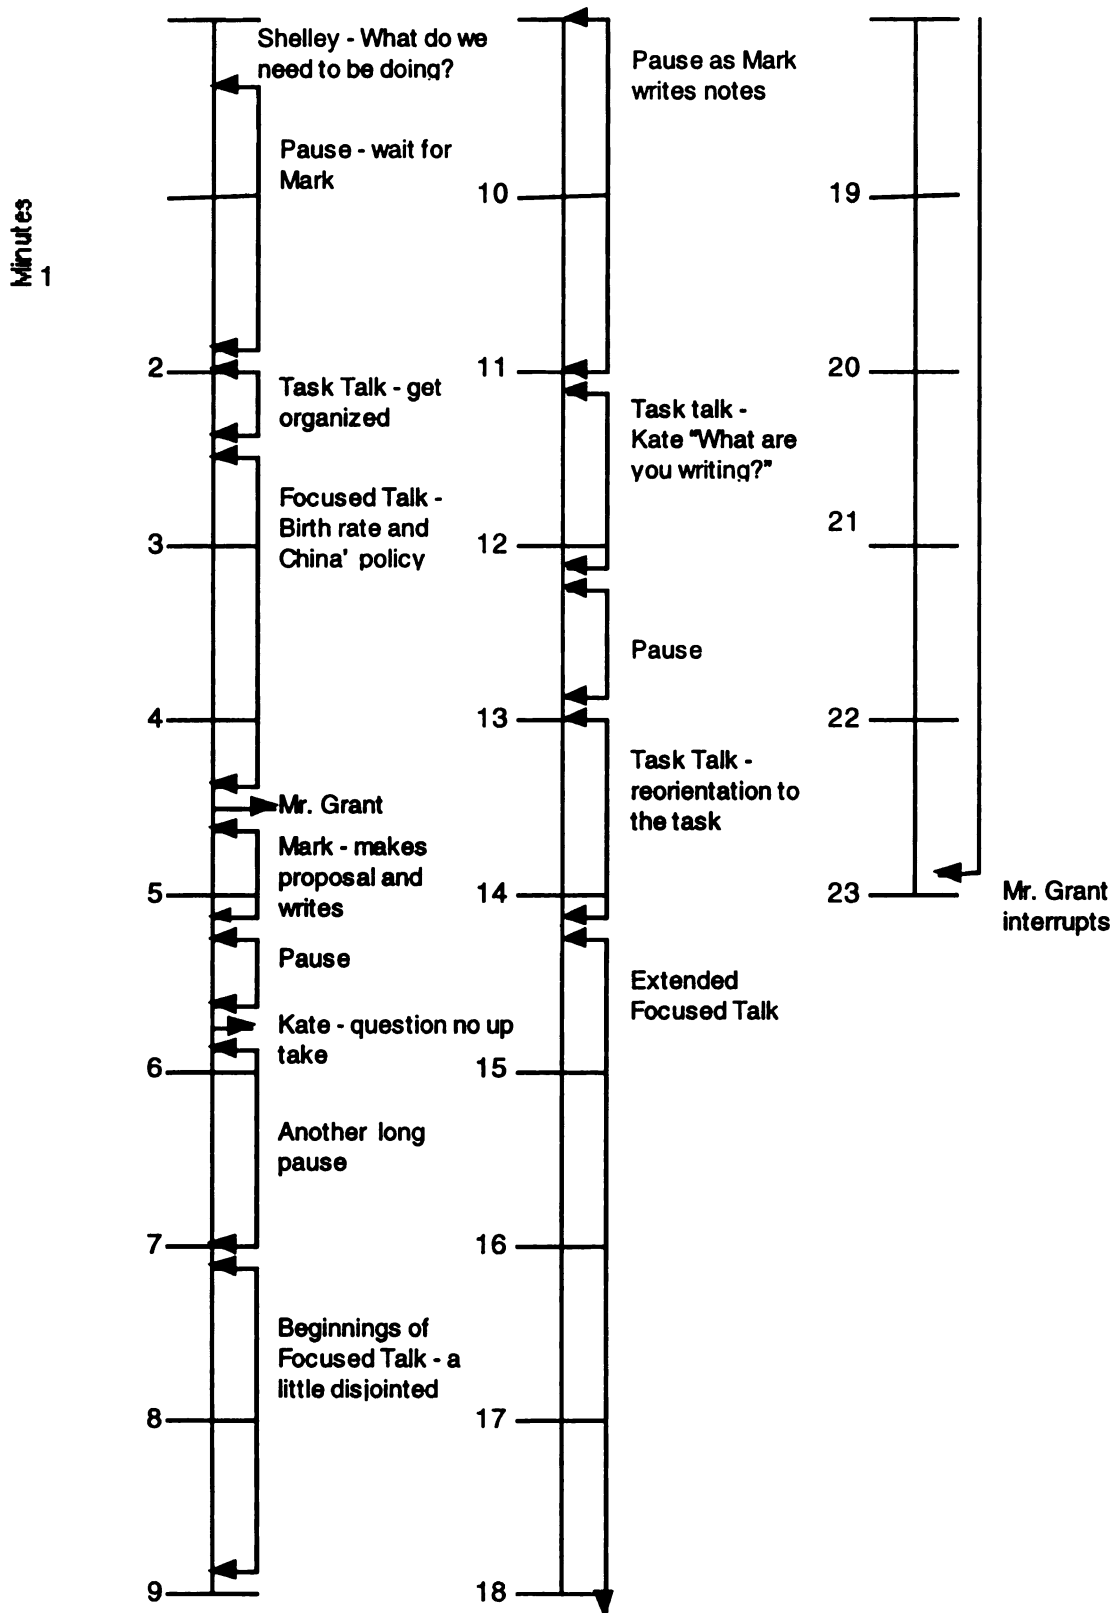 Shelley - What do we
need to be doing?
Pause - wait for
Mark
Minutes
1
2
Task Talk - get
organized
Focused Talk -
Birth rate and
China' policy
3
4
Mr. Grant
Mark - makes
proposal and
writes
5
Pause
Kate - question no up
take
6
Another long
pause
7
Beginnings of
Focused Talk - a
little disjointed
8
9
Pause as Mark
writes notes
10
11
Task talk -
Kate "What are
you writing?"
12
Pause
13
Task Talk -
reorientation to
the task
14
Extended
Focused Talk
15
16
17
18
19
20
21
22
23
Mr. Grant
interrupts